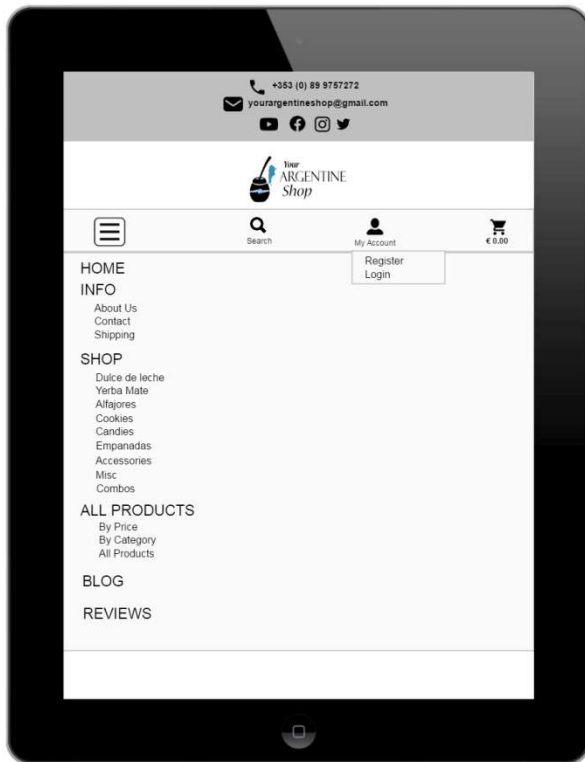 +353 (0) 89 9757272
yourargentineshop@gmail.com
Your
ARGENTINE
Shop
Search
My Account
€ 0.00
Register
Login
HOME
INFO
About Us
Contact
Shipping
SHOP
Dulce de leche
Yerba Mate
Alfajores
Cookies
Candies
Empanadas
Accessories
Misc
Combos
ALL PRODUCTS
By Price
By Category
All Products
BLOG
REVIEWS